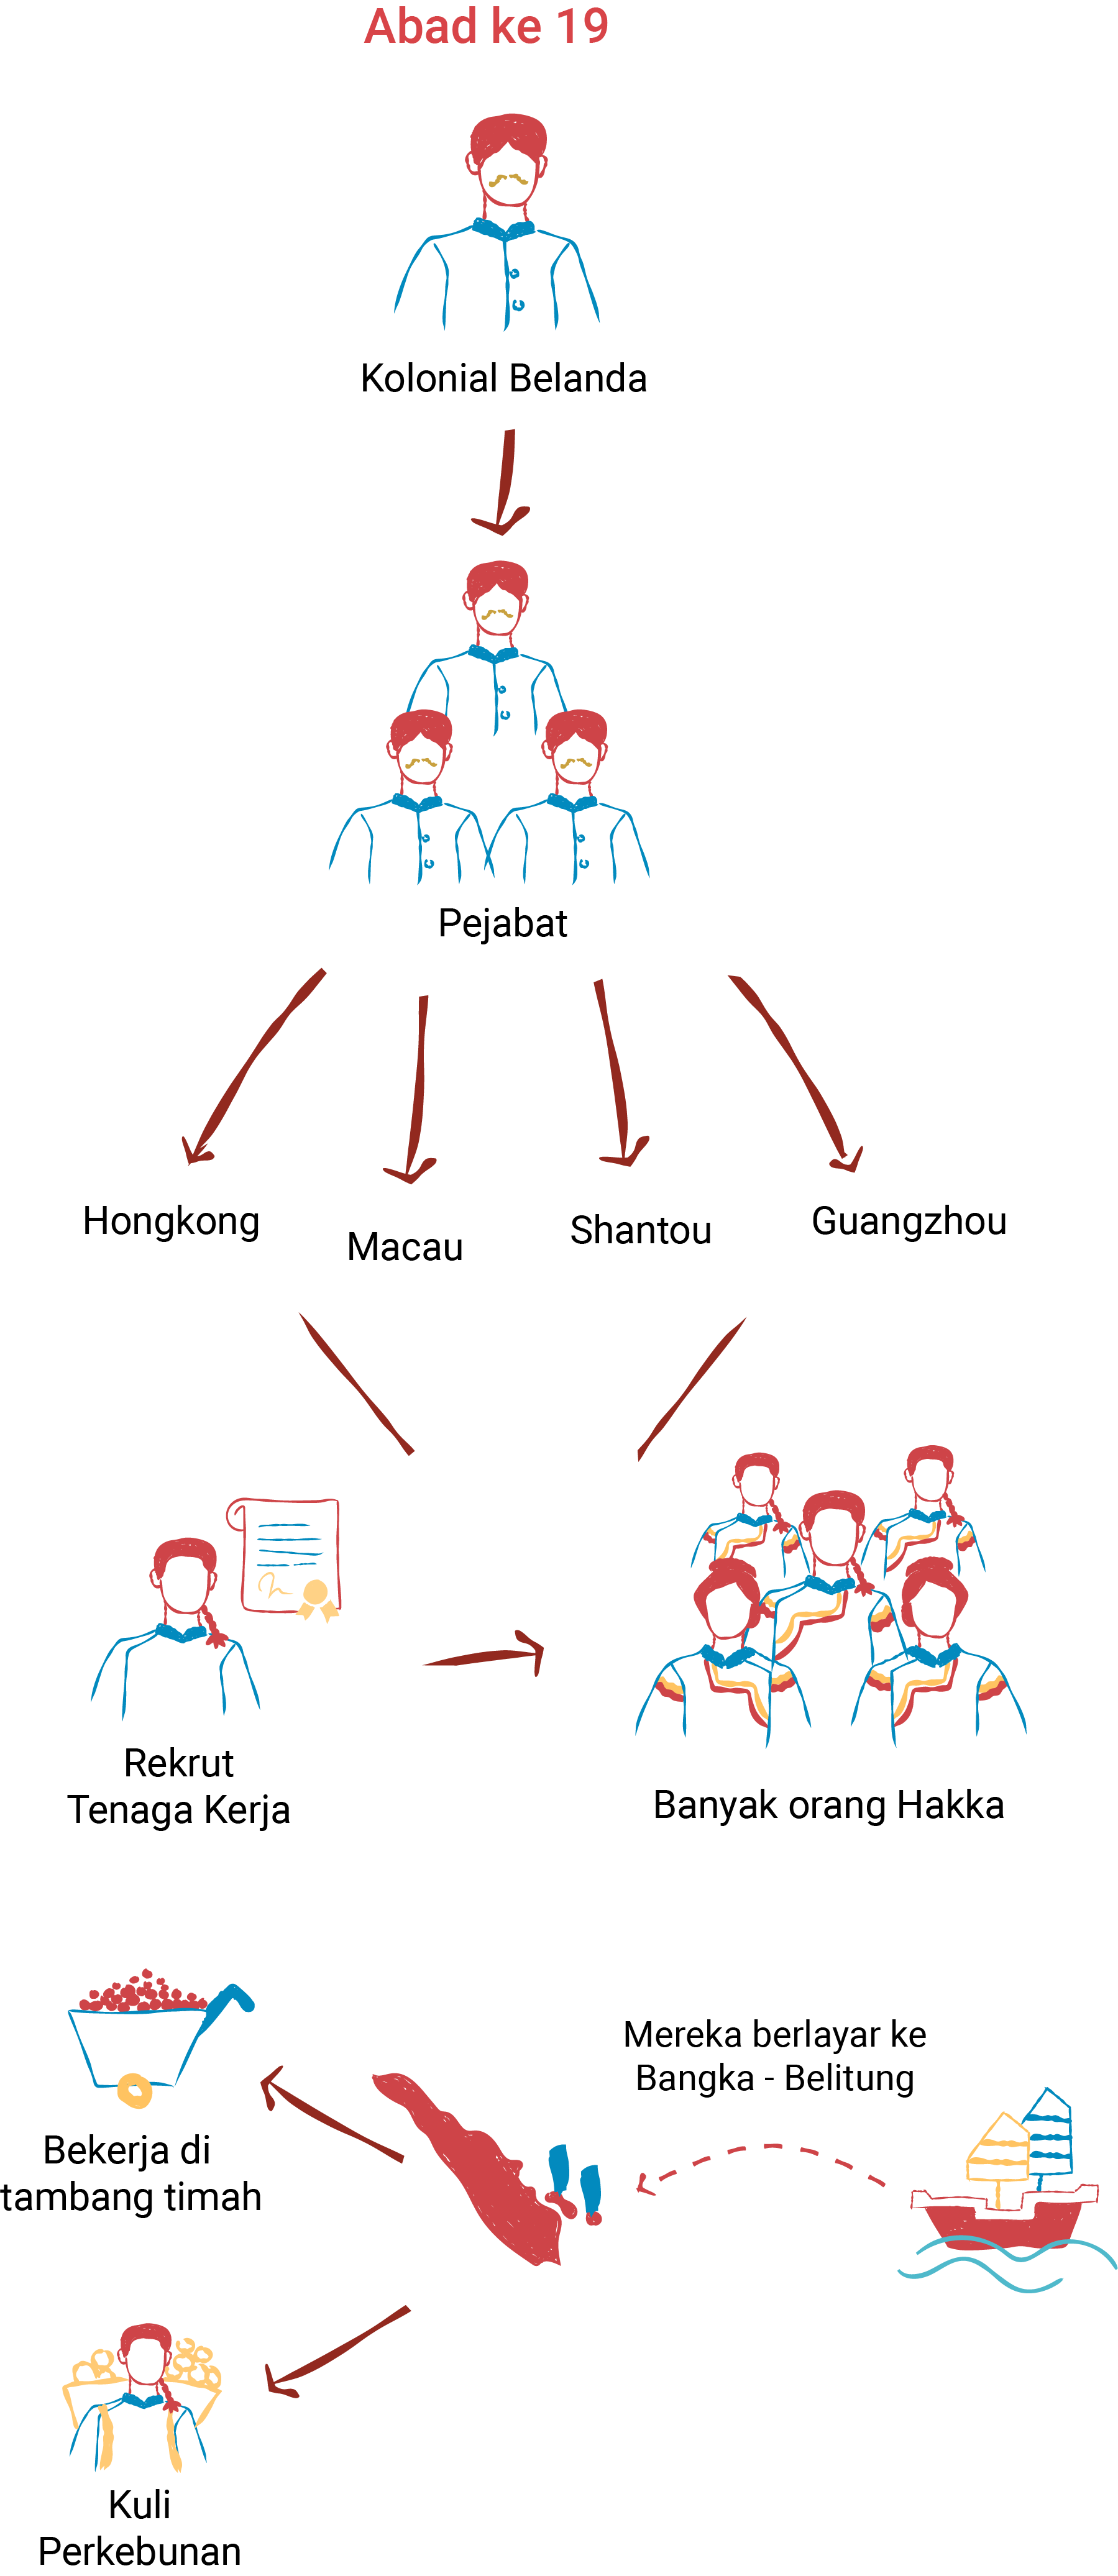 Abad ke 19
Kolonial Belanda
Pejabat
Hongkong
Macau
Shantou
Guangzhou
Rekrut
Tenaga Kerja
Banyak orang Hakka
Mereka berlayar ke
Bangka - Belitung
Bekerja di
tambang timah
Kuli
Perkebunan